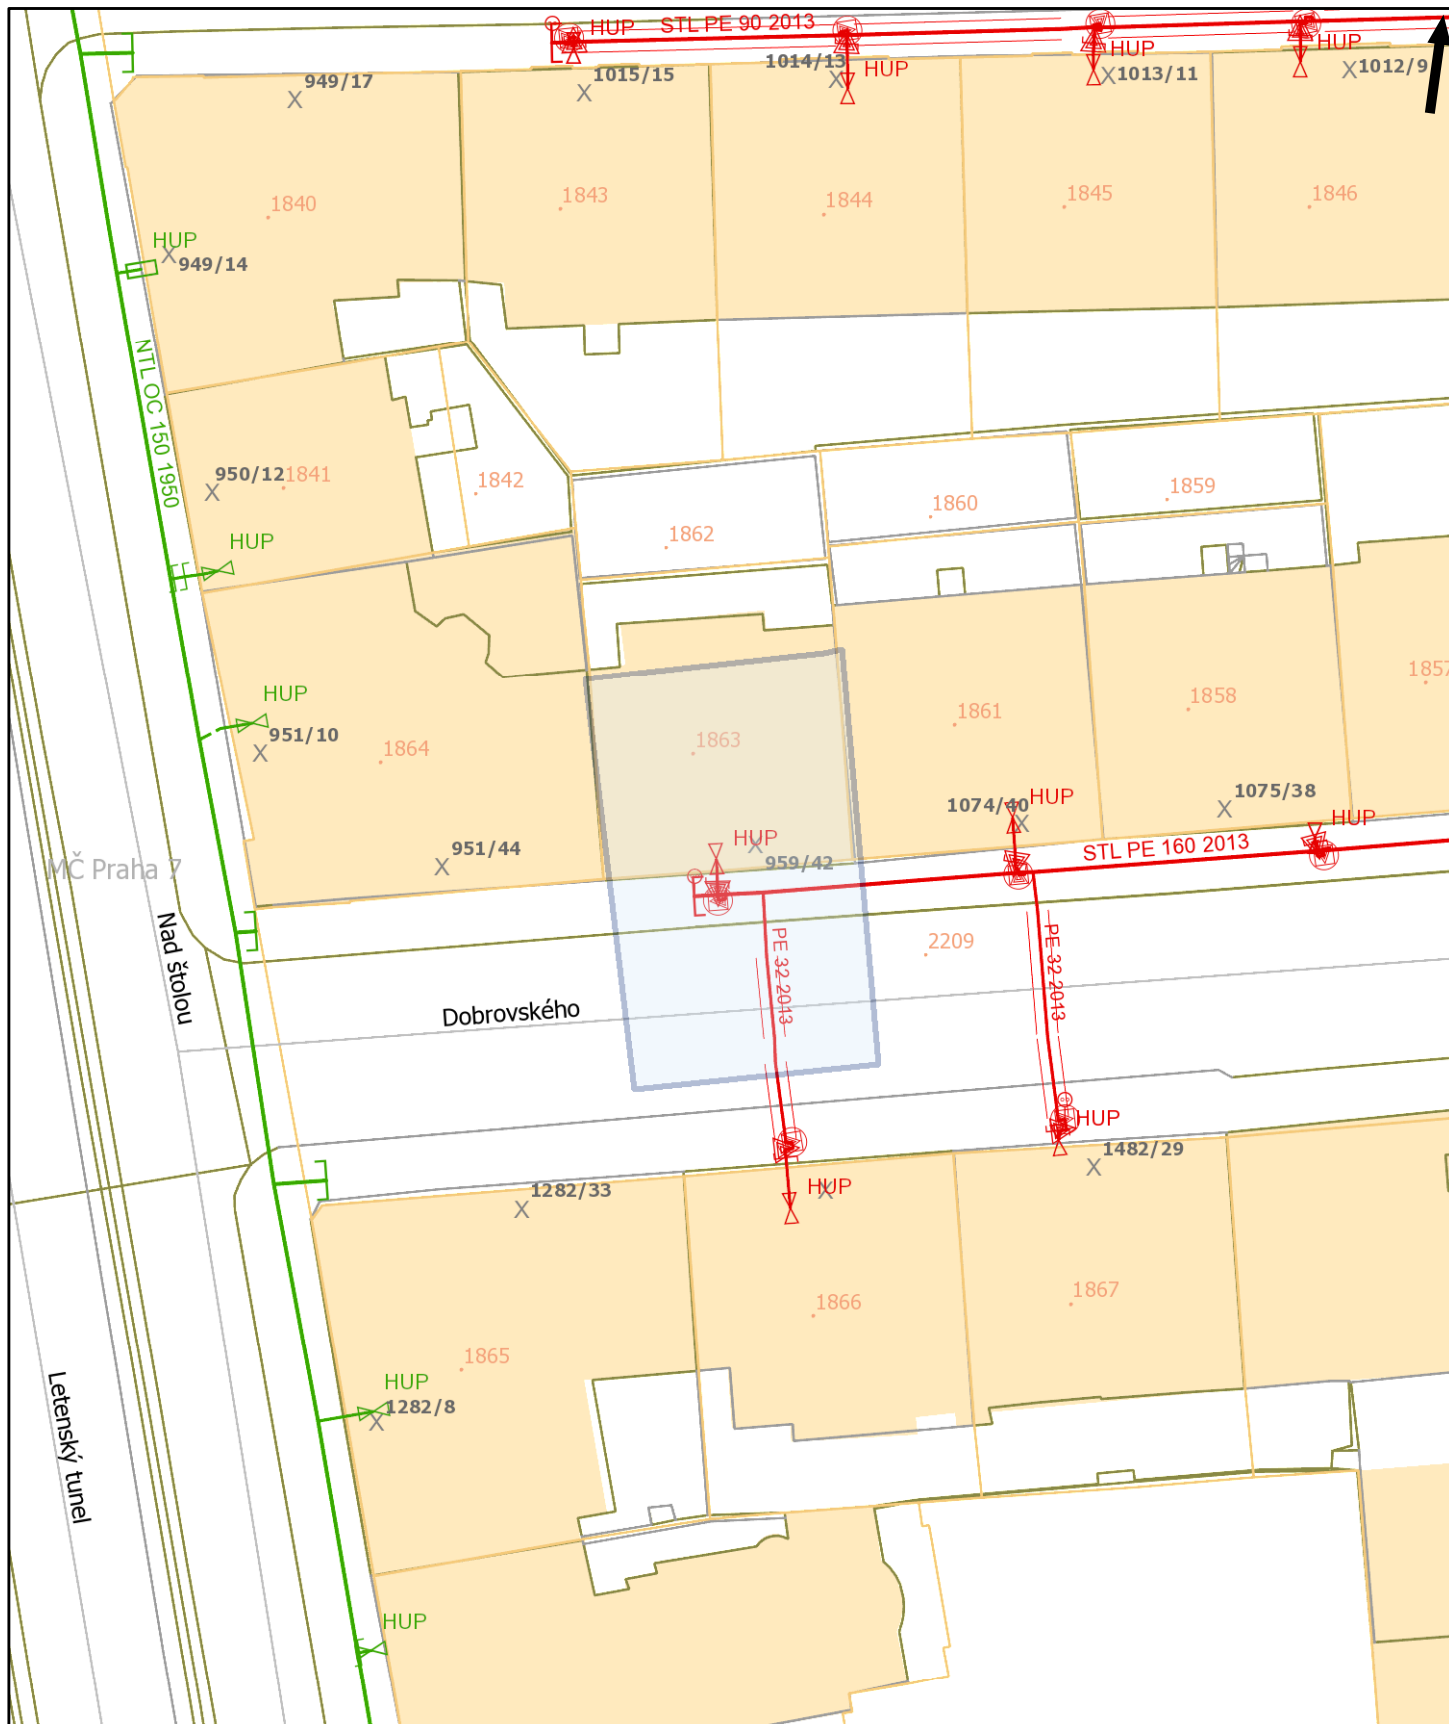 HUP
STL PE 90 2013
949/17
1015/15
1014/13
HUP
HUP
1013/11
HUP
1012/9
1840
1843
1844
1845
1846
HUP
949/14
NTL OC 150 1950
950/12
1841
1842
1862
1860
1859
HUP
HUP
951/10
1864
1863
1861
1858
1857
951/44
HUP
959/42
1074/40
HUP
1075/38
HUP
STL PE 160 2013
MČ Praha 7
Nad štolou
2209
PE 32 2013
PE 32 2013
Dobrovského
HUP
1482/29
1282/33
HUP
1866
1867
1865
HUP
1282/8
Letenský tunel
HUP